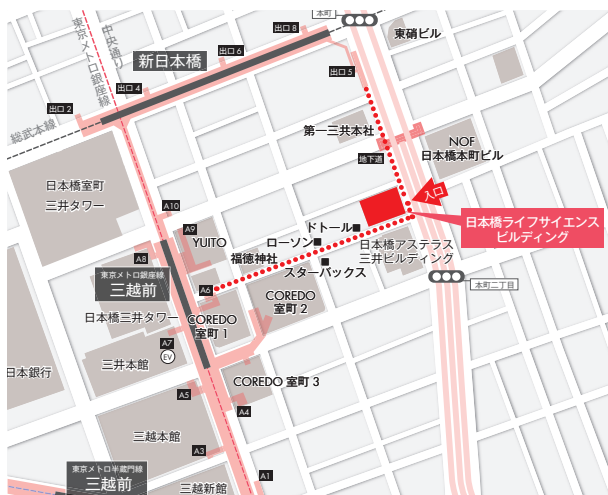 本町
出口 8
東硝ビル
出口 6
新日本橋
出口 5
東京メトロ銀座線
中央通り
出口 4
出口 2
総武本線
第一三共本社
地下道
NOF
日本橋本町ビル
日本橋室町
三井タワー
入口
A10
A9
YUITO
ドトール
ローソン
日本橋ライフサイエンス
ビルディング
日本橋アステラス
三井ビルディング
福徳神社
スターバックス
A8
東京メトロ銀座線
三越前
A6
本町二丁目
COREDO
室町 2
日本橋三井タワー
COREDO
室町 1
A7
EV
三井本館
日本銀行
COREDO 室町 3
A5
A4
三越本館
A3
東京メトロ半蔵門線
三越前
A1
三越新館